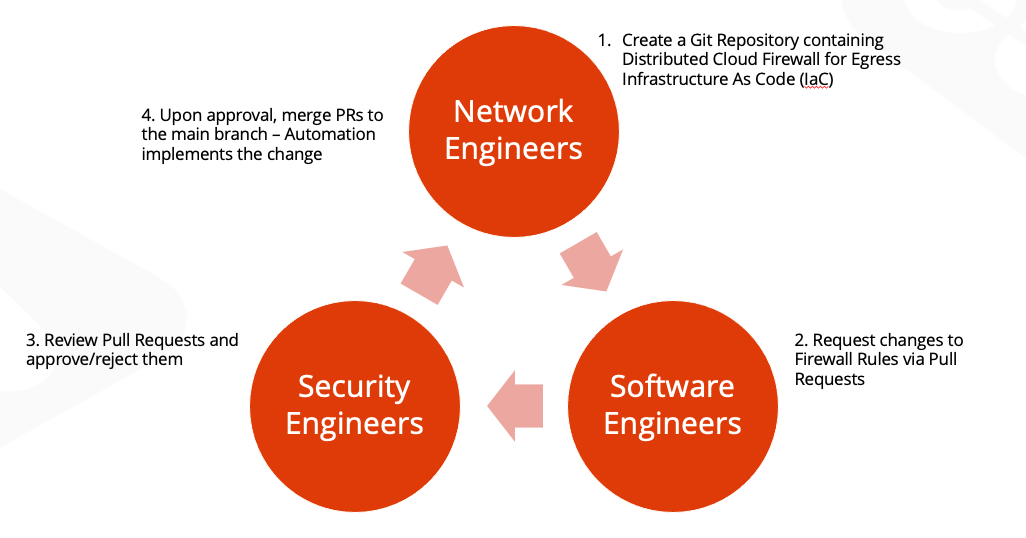 1. Create a Git Repository containing
Distributed Cloud Firewall for Egress
Infrastructure As Code (IaC)
Network
Engineers
4. Upon approval, merge PRs to
the main branch – Automation
implements the change
2. Request changes to
Firewall Rules via Pull
Requests
Software
Engineers
3. Review Pull Requests and
approve/reject them
Security
Engineers